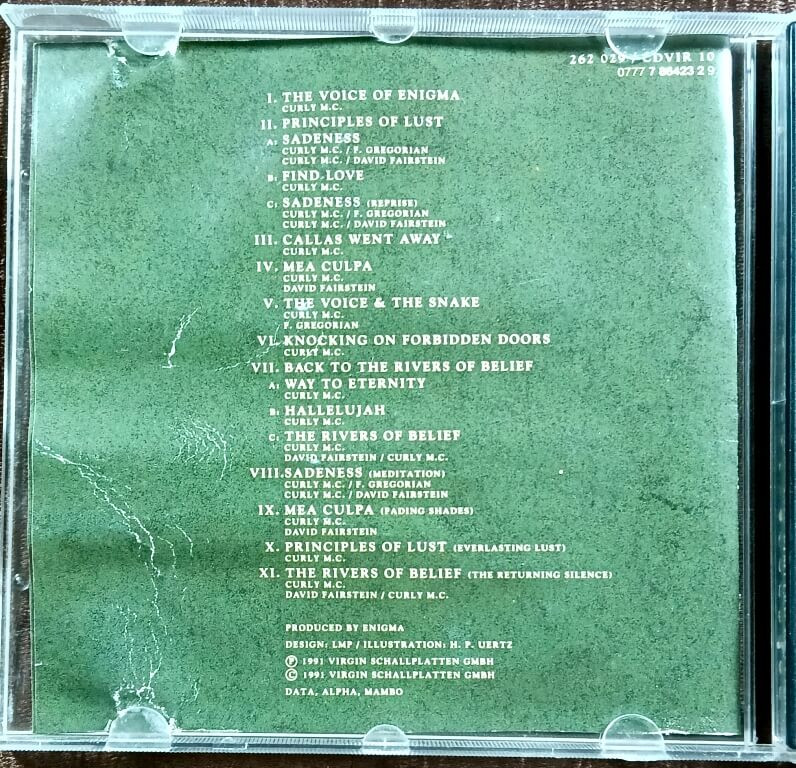 262 029 / CDVIR 10
0777 7 86423 2 9
I. THE VOICE OF ENIGMA
CURLY M.C.
II. PRINCIPLES OF LUST
A: SADENESS
CURLY M.C. / F. GREGORIAN
CURLY M.C. / DAVID FAIRSTEIN
B: FIND LOVE
CURLY M.C.
C: SADENESS (REPRISE)
CURLY M.C. / F. GREGORIAN
CURLY M.C. / DAVID FAIRSTEIN
III. CALLAS WENT AWAY
CURLY M.C.
IV. MEA CULPA
CURLY M.C.
DAVID FAIRSTEIN
V. THE VOICE & THE SNAKE
CURLY M.C.
F. GREGORIAN
VI. KNOCKING ON FORBIDDEN DOORS
CURLY M.C.
VII. BACK TO THE RIVERS OF BELIEF
A: WAY TO ETERNITY
CURLY M.C.
B: HALLELUJAH
CURLY M.C.
C: THE RIVERS OF BELIEF
CURLY M.C.
DAVID FAIRSTEIN / CURLY M.C.
VIII. SADENESS (MEDITATION)
CURLY M.C. / F. GREGORIAN
CURLY M.C. / DAVID FAIRSTEIN
IX. MEA CULPA (FADING SHADES)
CURLY M.C.
DAVID FAIRSTEIN
X. PRINCIPLES OF LUST (EVERLASTING LUST)
CURLY M.C.
XI. THE RIVERS OF BELIEF (THE RETURNING SILENCE)
CURLY M.C.
DAVID FAIRSTEIN / CURLY M.C.
PRODUCED BY ENIGMA
DESIGN: LMP / ILLUSTRATION: H. P. UERTZ
℗ 1991 VIRGIN SCHALLPLATTEN GMBH
© 1991 VIRGIN SCHALLPLATTEN GMBH
DATA, ALPHA, MAMBO